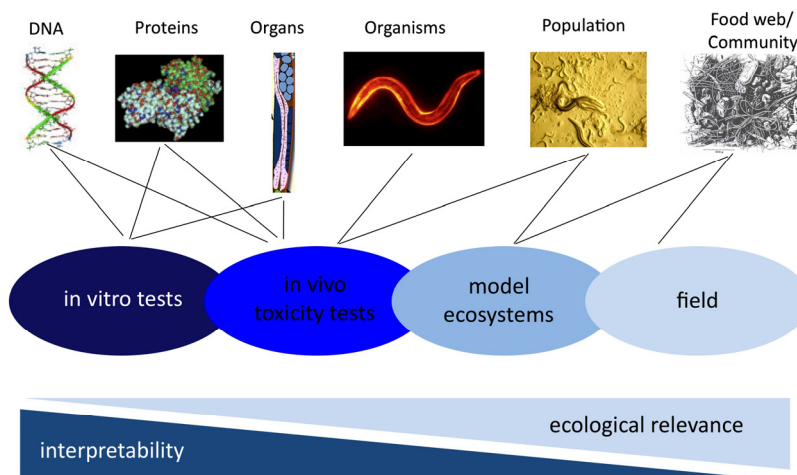 DNA
Proteins
Organs
Organisms
Population
Food web/
Community
in vitro tests
in vivo
toxicity tests
model
ecosystems
field
ecological relevance
interpretability